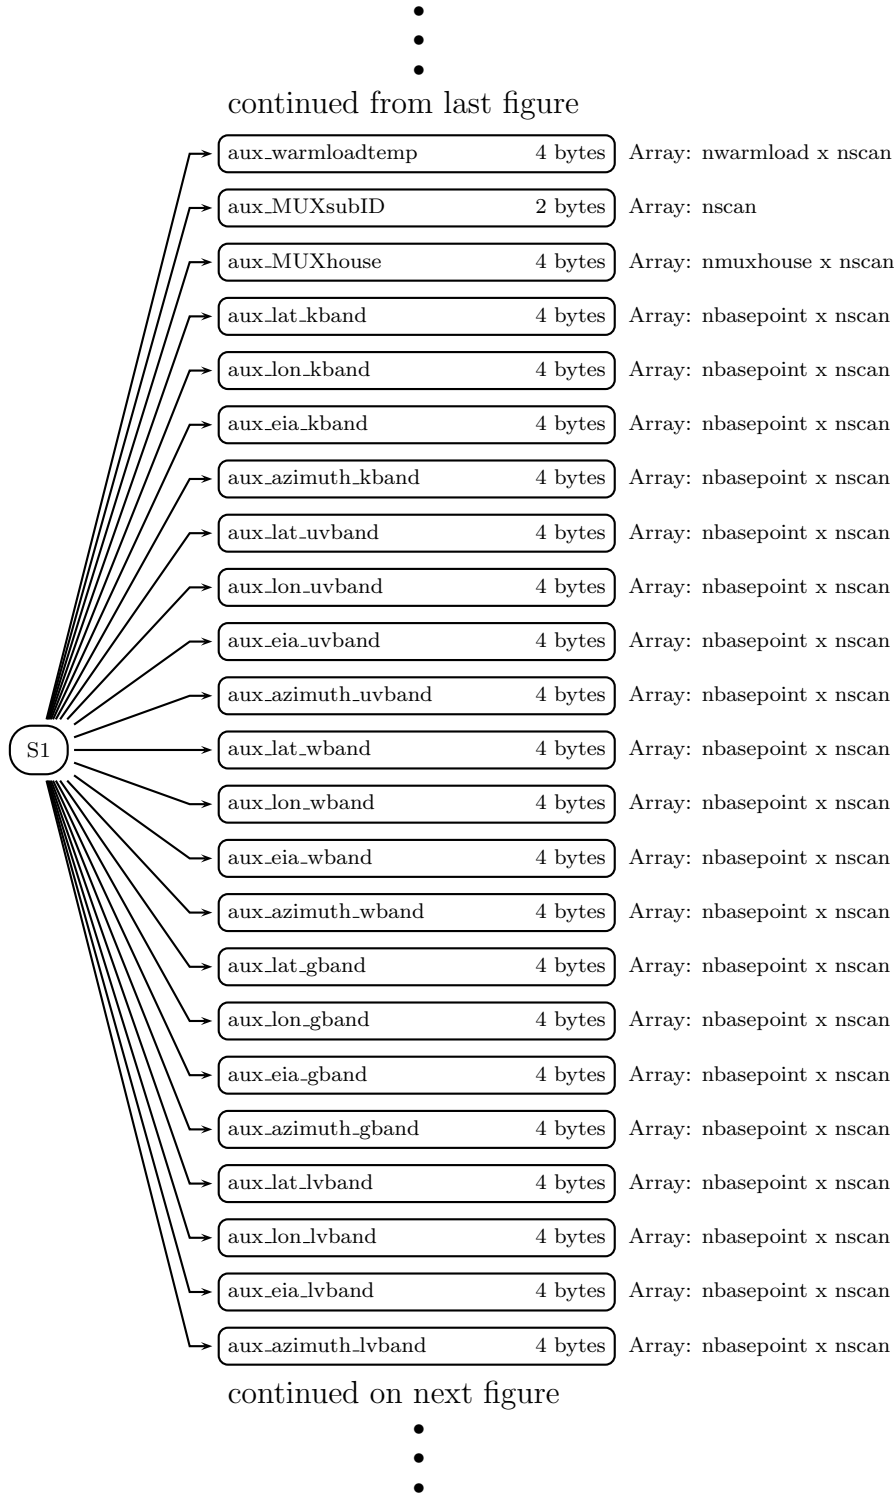 continued from last figure
aux_warmloadtemp 4 bytes Array: nwarmload x nscan
aux_MUXsubID 2 bytes Array: nscan
aux_MUXhouse 4 bytes Array: nmuxhouse x nscan
aux_lat_kband 4 bytes Array: nbasepoint x nscan
aux_lon_kband 4 bytes Array: nbasepoint x nscan
aux_eia_kband 4 bytes Array: nbasepoint x nscan
aux_azimuth_kband 4 bytes Array: nbasepoint x nscan
aux_lat_uvband 4 bytes Array: nbasepoint x nscan
aux_lon_uvband 4 bytes Array: nbasepoint x nscan
aux_eia_uvband 4 bytes Array: nbasepoint x nscan
aux_azimuth_uvband 4 bytes Array: nbasepoint x nscan
S1 aux_lat_wband 4 bytes Array: nbasepoint x nscan
aux_lon_wband 4 bytes Array: nbasepoint x nscan
aux_eia_wband 4 bytes Array: nbasepoint x nscan
aux_azimuth_wband 4 bytes Array: nbasepoint x nscan
aux_lat_gband 4 bytes Array: nbasepoint x nscan
aux_lon_gband 4 bytes Array: nbasepoint x nscan
aux_eia_gband 4 bytes Array: nbasepoint x nscan
aux_azimuth_gband 4 bytes Array: nbasepoint x nscan
aux_lat_lvband 4 bytes Array: nbasepoint x nscan
aux_lon_lvband 4 bytes Array: nbasepoint x nscan
aux_eia_lvband 4 bytes Array: nbasepoint x nscan
aux_azimuth_lvband 4 bytes Array: nbasepoint x nscan
continued on next figure